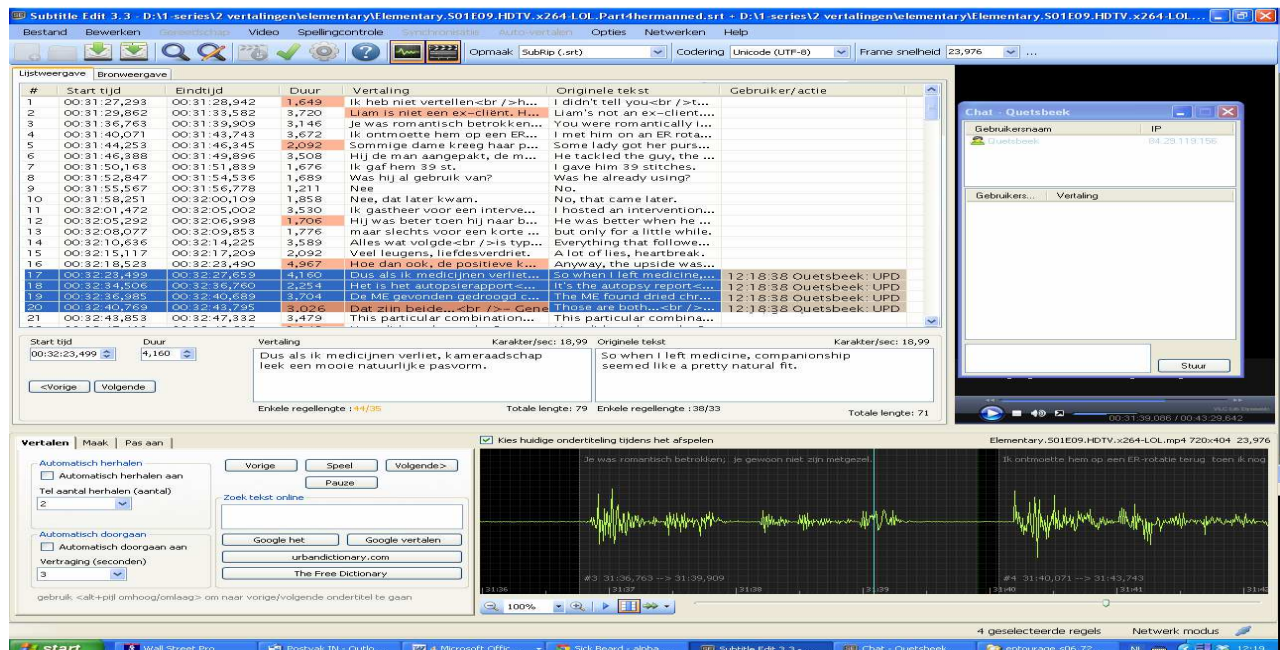 Subtitle Edit 3.3 - D:\1-series\2 vertalingen\elementary\Elementary.S01E09.HDTV.x264-LOL.Part4hermanned.srt + D:\1-series\2 vertalingen\elementary\Elementary.S01E09.HDTV.x264-LOL...
Bestand Bewerken Gereedschap Video Spellingcontrole Synchronisatie Auto-vertalen Opties Netwerken Help
Opmaak SubRip (.srt) Codering Unicode (UTF-8) Frame snelheid 23,976 ...
Lijstweergave Bronweergave
# Start tijd Eindtijd Duur Vertaling Originele tekst Gebruiker/actie
1 00:31:27,293 00:31:28,942 1,649 Ik heb niet vertellen<br />h... I didn't tell you<br />t...
2 00:31:29,862 00:31:33,582 3,720 Liam is niet een ex-cliënt. H... Liam's not an ex-client....
3 00:31:36,763 00:31:39,909 3,146 Je was romantisch betrokken... You were romantically i...
4 00:31:40,071 00:31:43,743 3,672 Ik ontmoette hem op een ER... I met him on an ER rota...
5 00:31:44,253 00:31:46,345 2,092 Sommige dame kreeg haar p... Some lady got her purs...
6 00:31:46,388 00:31:49,896 3,508 Hij de man aangepakt, de m... He tackled the guy, the ...
7 00:31:50,163 00:31:51,839 1,676 Ik gaf hem 39 st. I gave him 39 stitches.
8 00:31:52,847 00:31:54,536 1,689 Was hij al gebruik van? Was he already using?
9 00:31:55,567 00:31:56,778 1,211 Nee No.
10 00:31:58,251 00:32:00,109 1,858 Nee, dat later kwam. No, that came later.
11 00:32:01,472 00:32:05,002 3,530 Ik gastheer voor een interve... I hosted an intervention...
12 00:32:05,292 00:32:06,998 1,706 Hij was beter toen hij naar b... He was better when he ...
13 00:32:08,077 00:32:09,853 1,776 maar slechts voor een korte ... but only for a little while.
14 00:32:10,636 00:32:14,225 3,589 Alles wat volgde<br />is typ... Everything that followe...
15 00:32:15,117 00:32:17,209 2,092 Veel leugens, liefdesverdriet. A lot of lies, heartbreak.
16 00:32:18,523 00:32:23,490 4,967 Hoe dan ook, de positieve k... Anyway, the upside was...
17 00:32:23,499 00:32:27,659 4,160 Dus als ik medicijnen verliet... So when I left medicine,... 12:18:38 Quetsbeek: UPD
18 00:32:34,506 00:32:36,760 2,254 Het is het autopsierapport<... It's the autopsy report<... 12:18:38 Quetsbeek: UPD
19 00:32:36,985 00:32:40,689 3,704 De ME gevonden gedroogd c... The ME found dried chr... 12:18:38 Quetsbeek: UPD
20 00:32:40,769 00:32:43,795 3,026 Dat zijn beide...<br />- Gene Those are both...<br />... 12:18:38 Quetsbeek: UPD
21 00:32:43,853 00:32:47,332 3,479 This particular combination... This particular combina...
Start tijd Duur Vertaling Karakter/sec: 18,99 Originele tekst Karakter/sec: 18,99
00:32:23,499 4,160
Dus als ik medicijnen verliet, kameraadschap
leek een mooie natuurlijke pasvorm.
So when I left medicine, companionship
seemed like a pretty natural fit.
<Vorige Volgende
Enkele regellengte : 44/35 Totale lengte: 79 Enkele regellengte : 38/33 Totale lengte: 71
Chat - Quetsbeek
Gebruikersnaam IP
Quetsbeek 84.29.119.156
Gebruikers... Vertaling
Stuur
00:31:39,086 / 00:43:29,642
Vertalen Maak Pas aan
Automatisch herhalen
Automatisch herhalen aan
Tel aantal herhalen (aantal)
2
Automatisch doorgaan
Automatisch doorgaan aan
Vertraging (seconden)
3
Vorige Speel Volgende>
Pauze
Zoek tekst online
Google het Google vertalen
urbandictionary.com
The Free Dictionary
gebruik <alt+pijl omhoog/omlaag> om naar vorige/volgende ondertitel te gaan
Kies huidige ondertiteling tijdens het afspelen Elementary.S01E09.HDTV.x264-LOL.mp4 720x404 23,976
Je was romantisch betrokken; je gewoon niet zijn metgezel. Ik ontmoette hem op een ER-rotatie terug toen ik nog
#3 31:36,763 --> 31:39,909 #4 31:40,071 --> 31:43,743
31:36 31:37 31:38 31:39 31:40 31:41 31:42
100%
4 geselecteerde regels Netwerk modus
start Wall Street Pro... Postvak IN - Outlo... 4 Microsoft Offic... Sick Beard - alpha... Subtitle Edit 3.3 - ... Chat - Quetsbeek entourage s06 72... NL 12:19